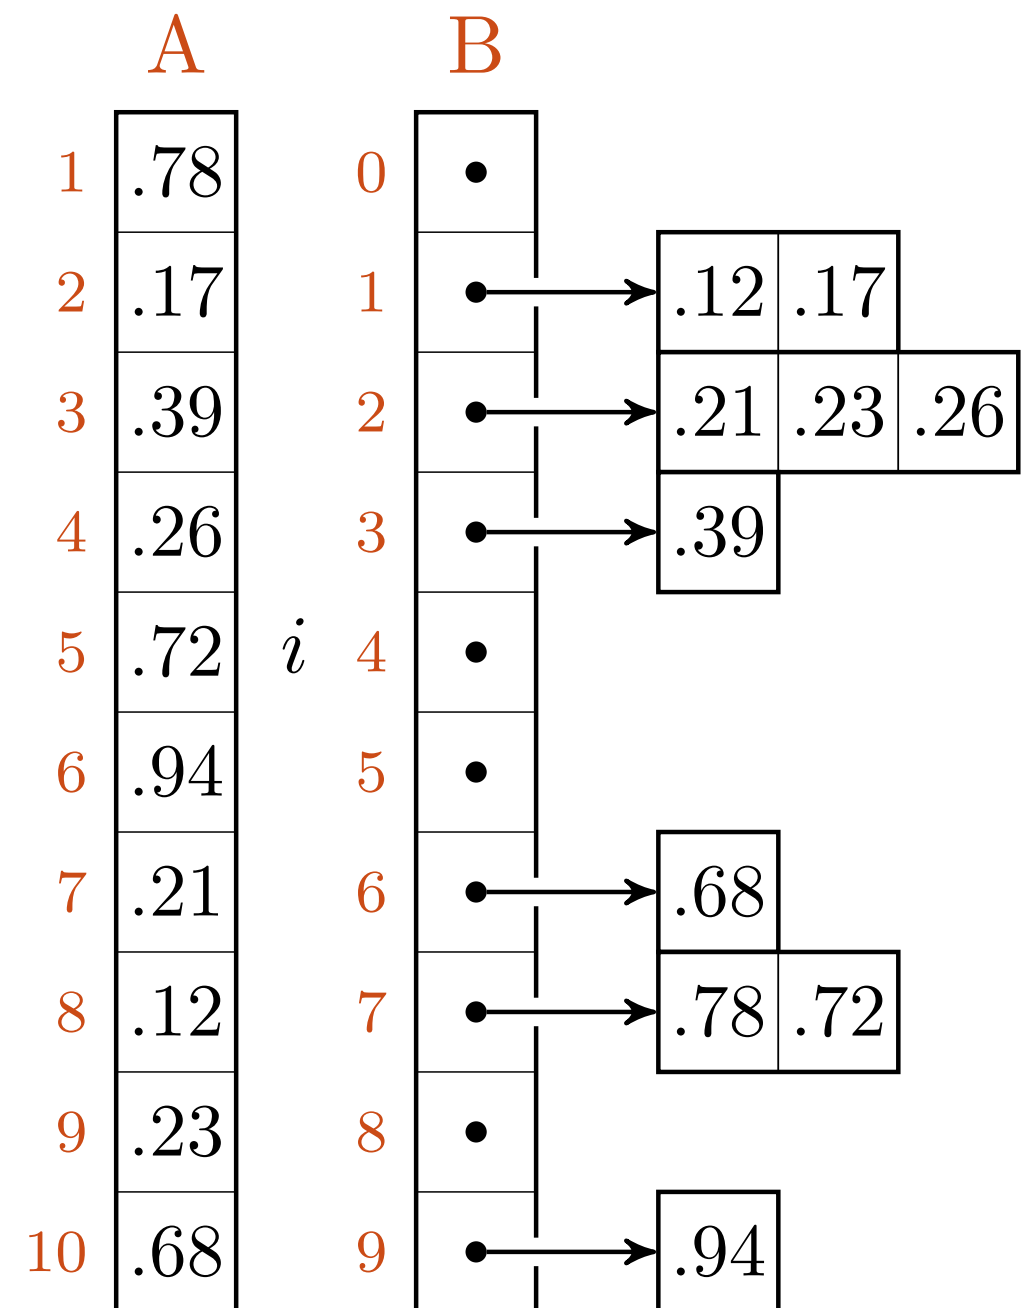 A B
1 .78 0
2 .17 1 .12 .17
3 .39 2 .21 .23 .26
4 .26 3 .39
5 .72 i 4
6 .94 5
7 .21 6 .68
8 .12 7 .78 .72
9 .23 8
10 .68 9 .94